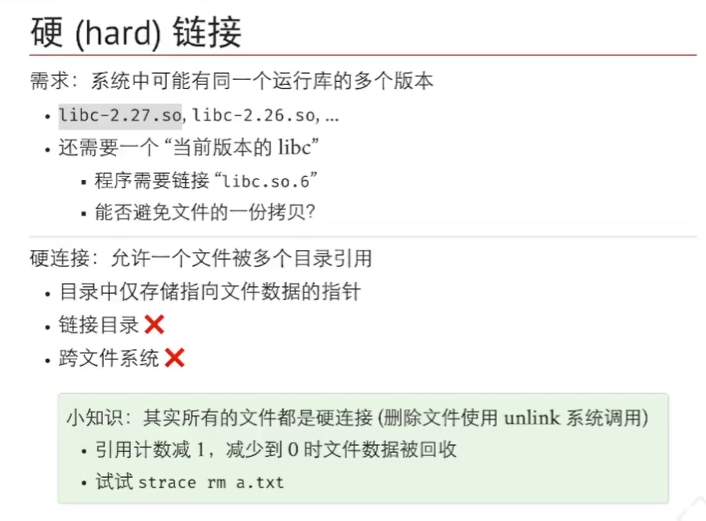 硬 (hard) 链接
需求：系统中可能有同一个运行库的多个版本
• libc-2.27.so, libc-2.26.so, ...
• 还需要一个 “当前版本的 libc”
▪ 程序需要链接 “libc.so.6”
▪ 能否避免文件的一份拷贝?
硬连接：允许一个文件被多个目录引用
• 目录中仅存储指向文件数据的指针
• 链接目录 ❌
• 跨文件系统 ❌
小知识：其实所有的文件都是硬连接 (删除文件使用 unlink 系统调用)
• 引用计数减 1，减少到 0 时文件数据被回收
• 试试 strace rm a.txt